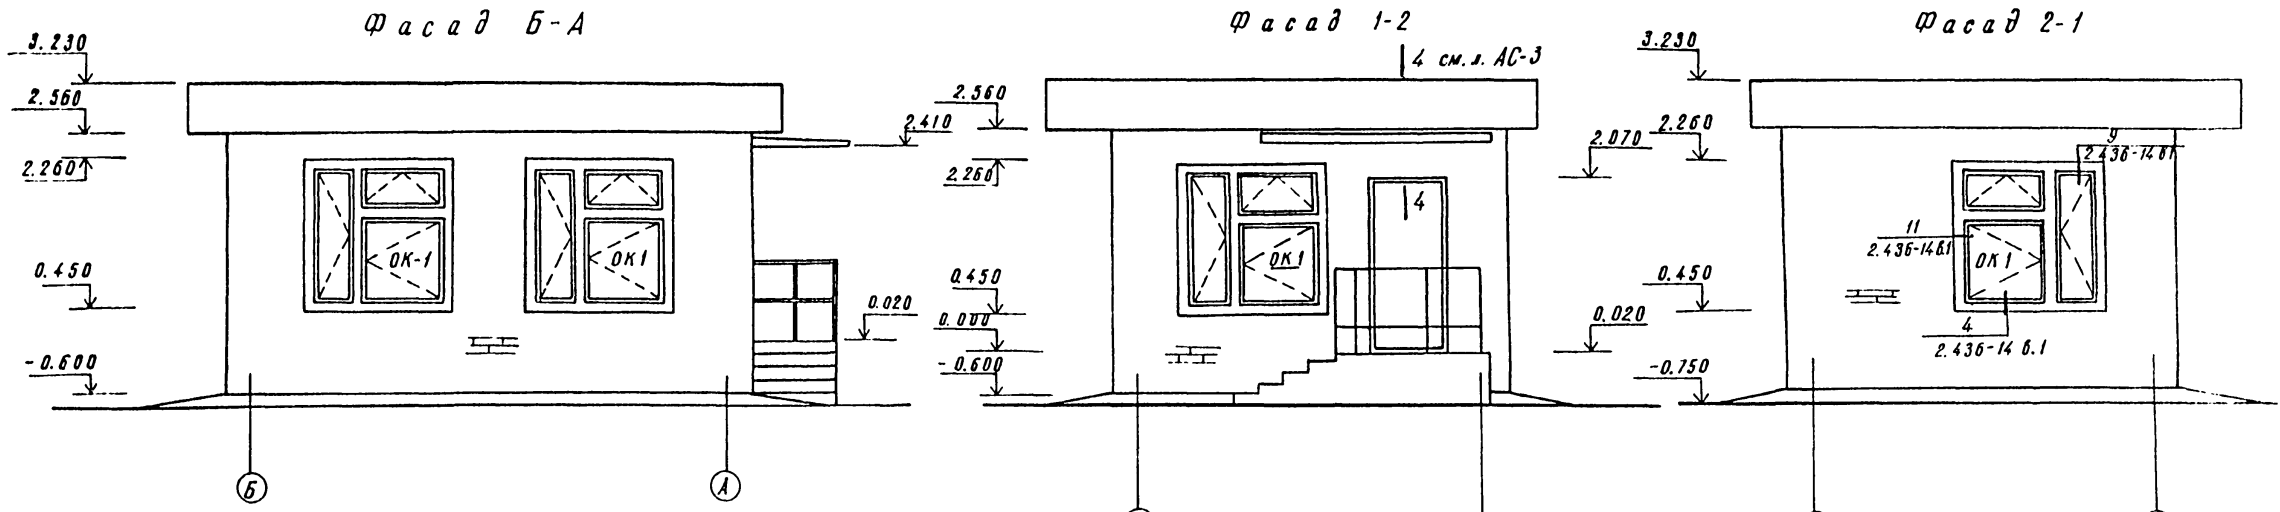 Фасад Б-А
3.230
2.560
2.260
0.450
-0.600
2.410
0.020
ОК-1
ОК1
Б
А
Фасад 1-2
4 см.л. АС-3
2.560
2.260
0.450
0.000
-0.600
2.070
0.020
ОК1
4
Фасад 2-1
3.230
2.260
0.450
-0.750
9
2.436-14 в.1
11
2.436-14в.1
ОК1
4
2.436-14 в.1